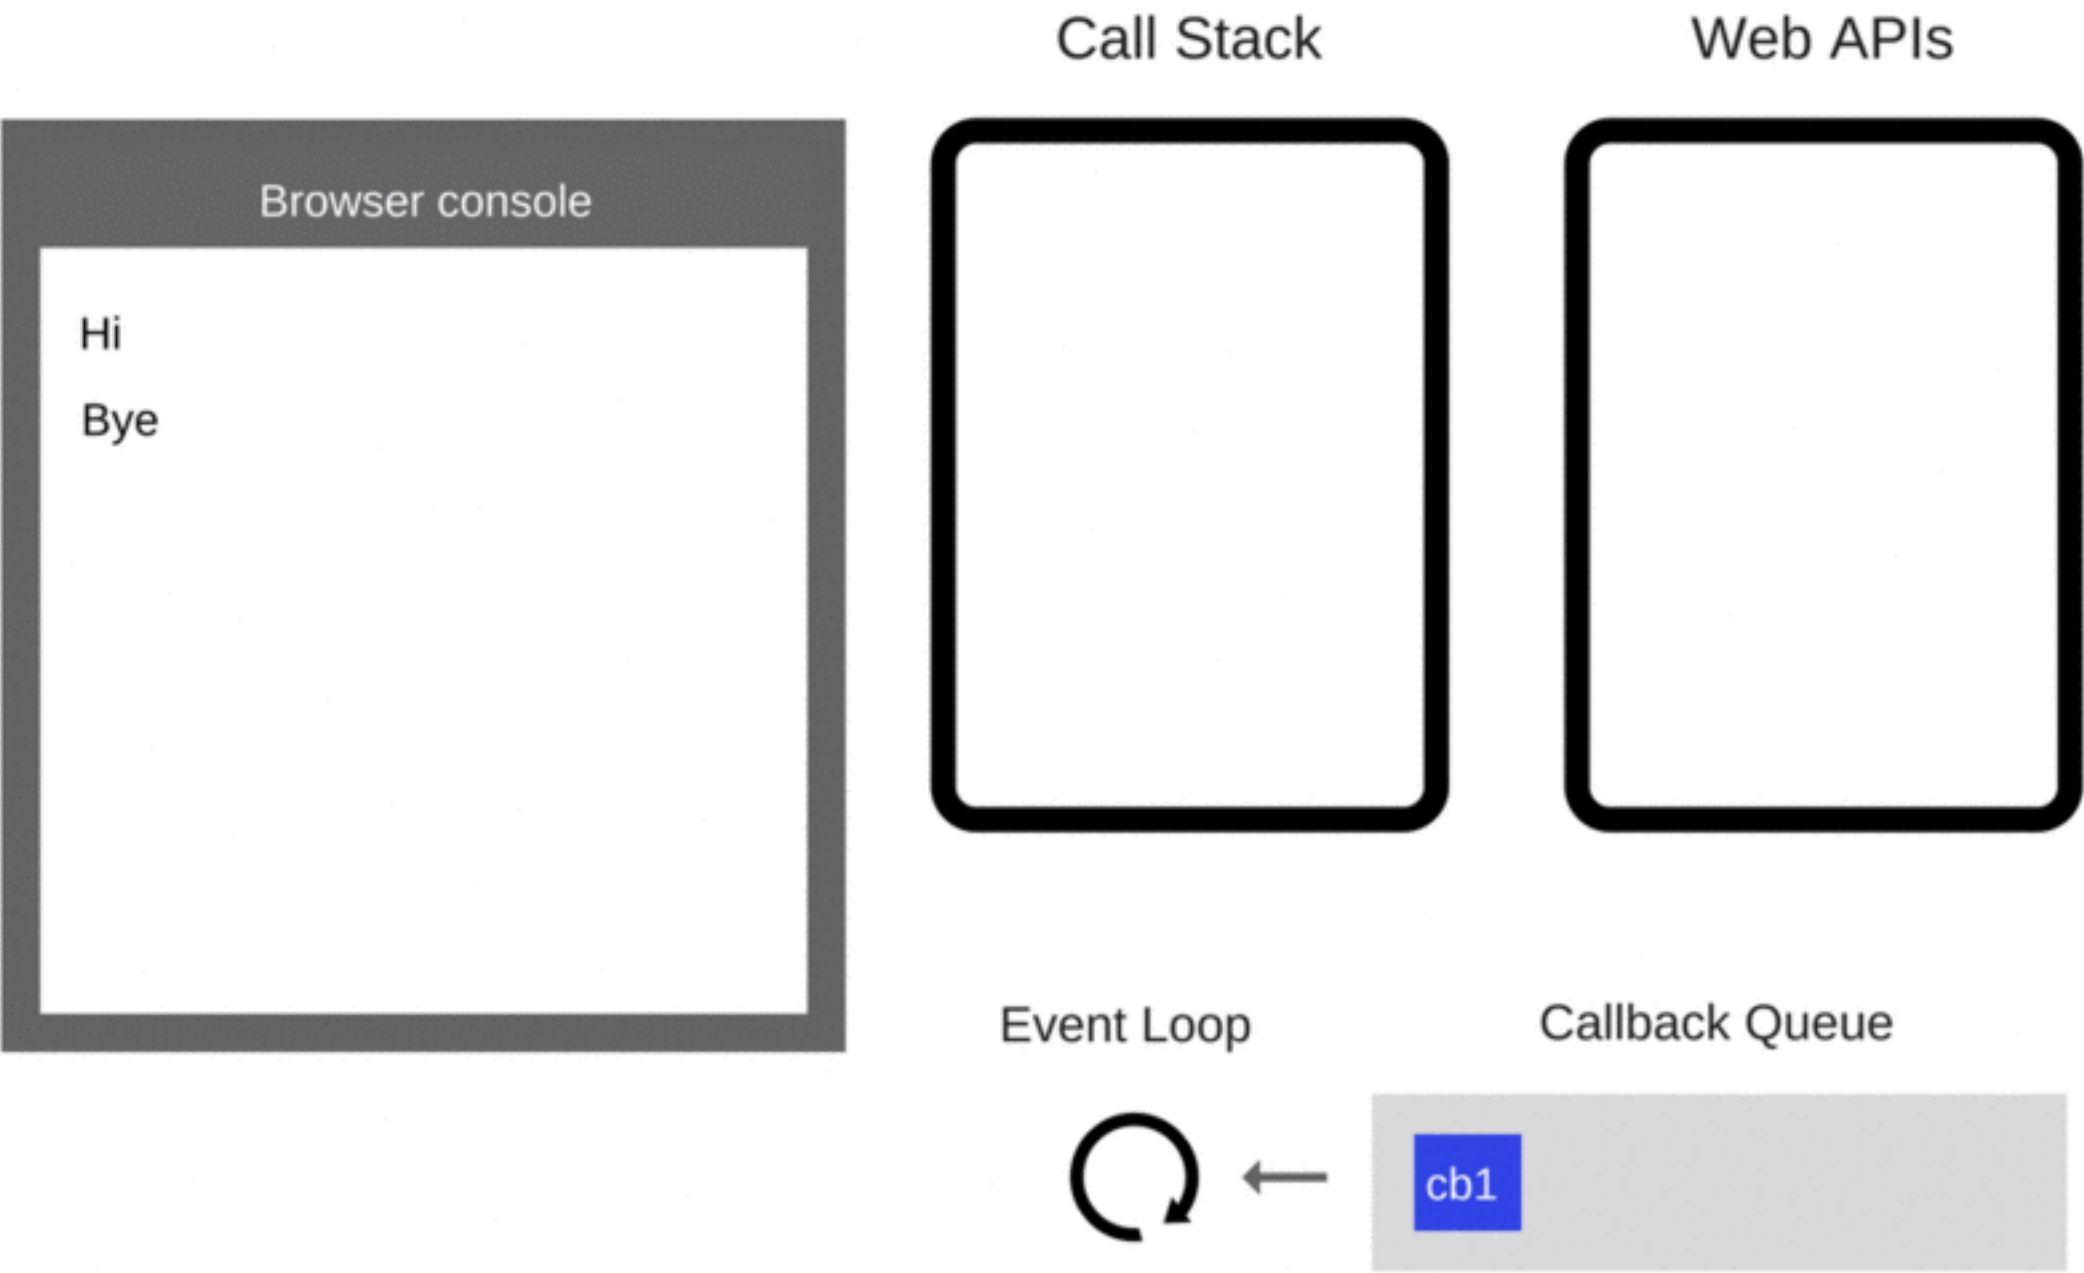 Call Stack
Web APIs
Browser console
Hi
Bye
Event Loop
Callback Queue
cb1